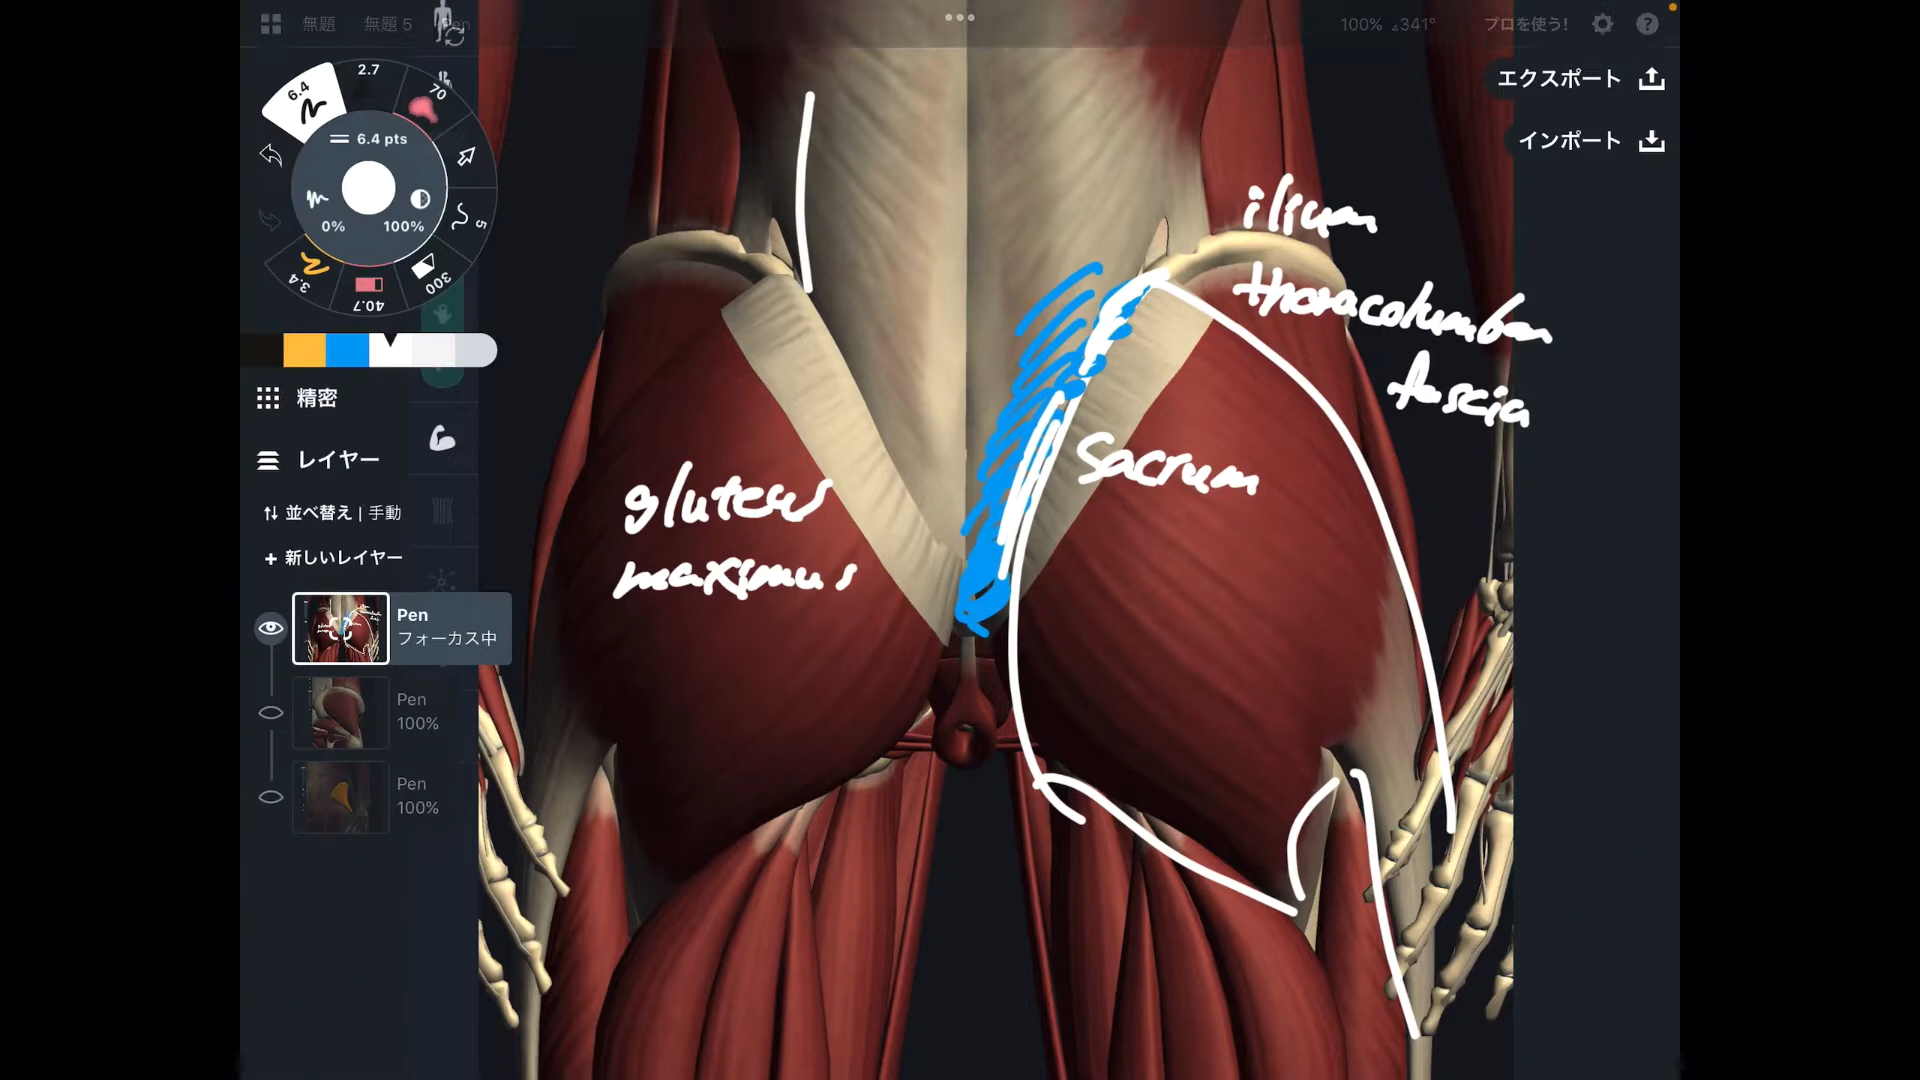 無題 無題 5 Pen
100% ⊿341° プロを使う!
エクスポート
インポート
2.7
6.4
70
6.4 pts
0% 100%
5
300
40.7
3.4
精密
レイヤー
並べ替え | 手動
+ 新しいレイヤー
Pen
フォーカス中
Pen
100%
Pen
100%
gluteus
maximus
ilium
thoracolumbar
fascia
Sacrum